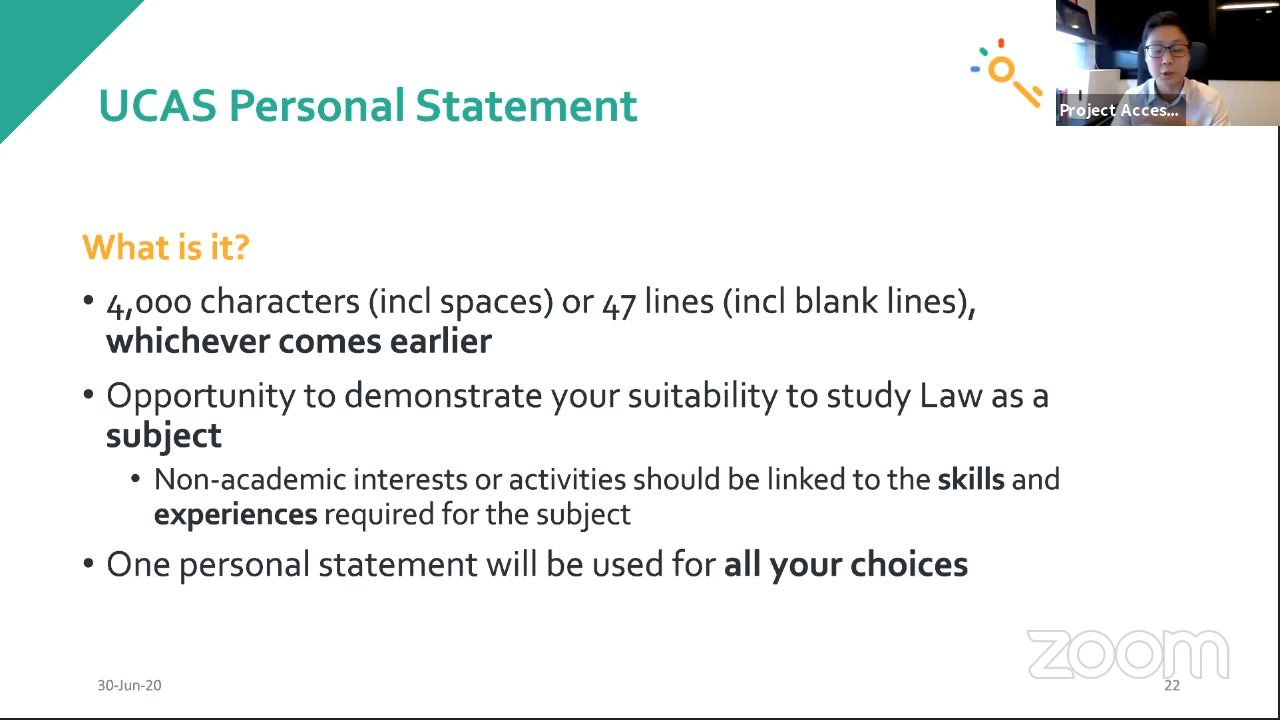 UCAS Personal Statement
Project Acces...
What is it?
• 4,000 characters (incl spaces) or 47 lines (incl blank lines),
whichever comes earlier
• Opportunity to demonstrate your suitability to study Law as a
subject
• Non-academic interests or activities should be linked to the skills and
experiences required for the subject
• One personal statement will be used for all your choices
zoom
30-Jun-20
22